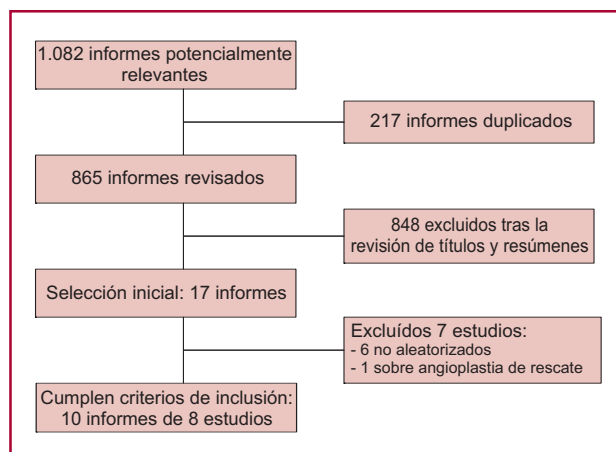 1.082 informes potencialmente
relevantes
217 informes duplicados
865 informes revisados
848 excluidos tras la
revisión de títulos y resúmenes
Selección inicial: 17 informes
Excluídos 7 estudios:
- 6 no aleatorizados
- 1 sobre angioplastia de rescate
Cumplen criterios de inclusión:
10 informes de 8 estudios